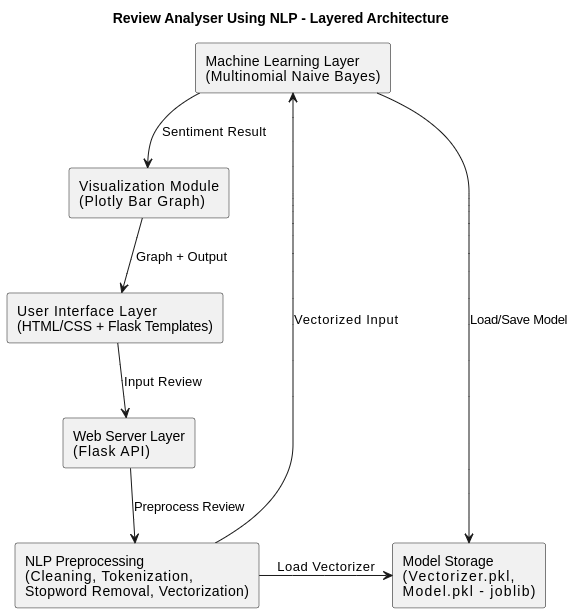 Review Analyser Using NLP - Layered Architecture
Machine Learning Layer
(Multinomial Naive Bayes)
Sentiment Result
Visualization Module
(Plotly Bar Graph)
Graph + Output
User Interface Layer
(HTML/CSS + Flask Templates)
Vectorized Input
Load/Save Model
Input Review
Web Server Layer
(Flask API)
Preprocess Review
NLP Preprocessing
(Cleaning, Tokenization,
Stopword Removal, Vectorization)
Load Vectorizer
Model Storage
(Vectorizer.pkl,
Model.pkl - joblib)